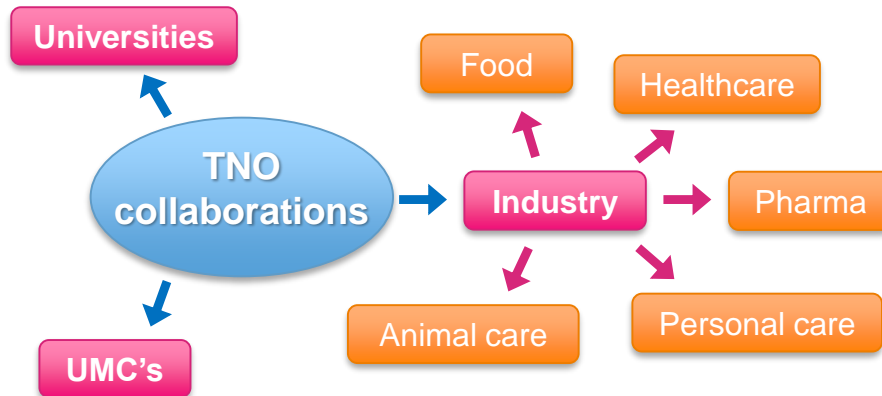 Universities
Food
Healthcare
TNO
collaborations
Industry
Pharma
Animal care
Personal care
UMC’s